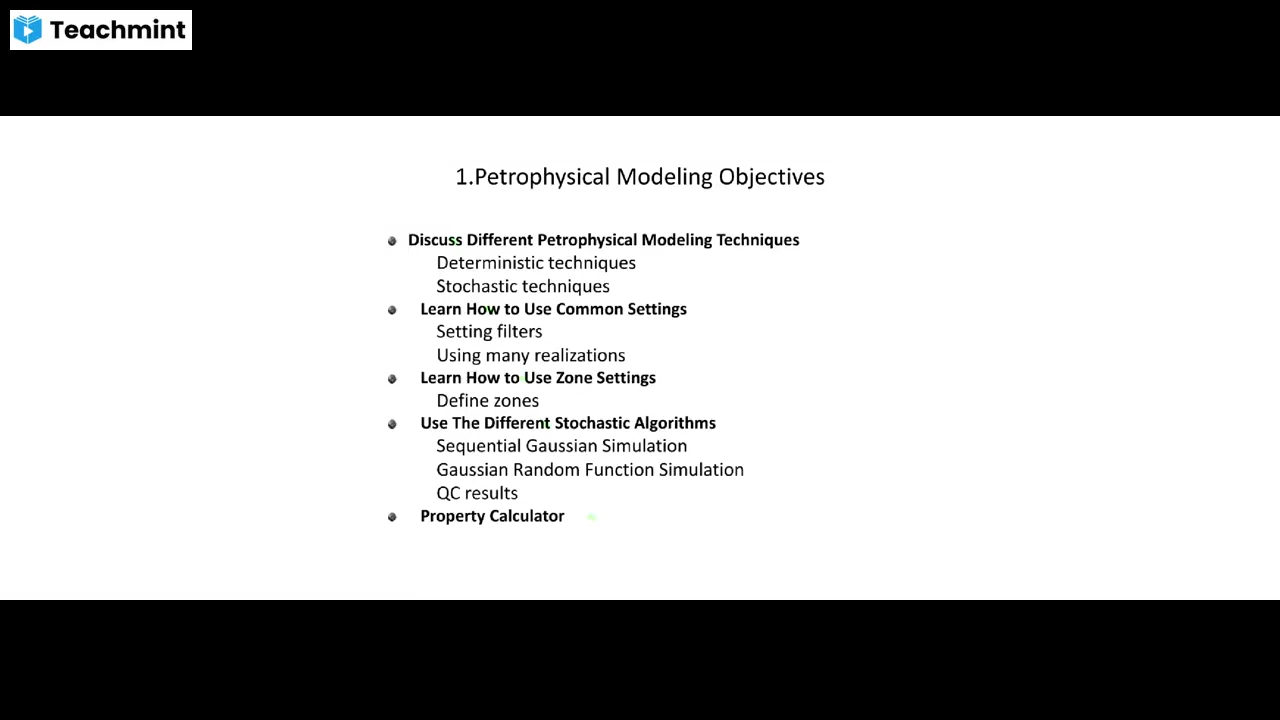 Teachmint
1.Petrophysical Modeling Objectives
Discuss Different Petrophysical Modeling Techniques
Deterministic techniques
Stochastic techniques
Learn How to Use Common Settings
Setting filters
Using many realizations
Learn How to Use Zone Settings
Define zones
Use The Different Stochastic Algorithms
Sequential Gaussian Simulation
Gaussian Random Function Simulation
QC results
Property Calculator